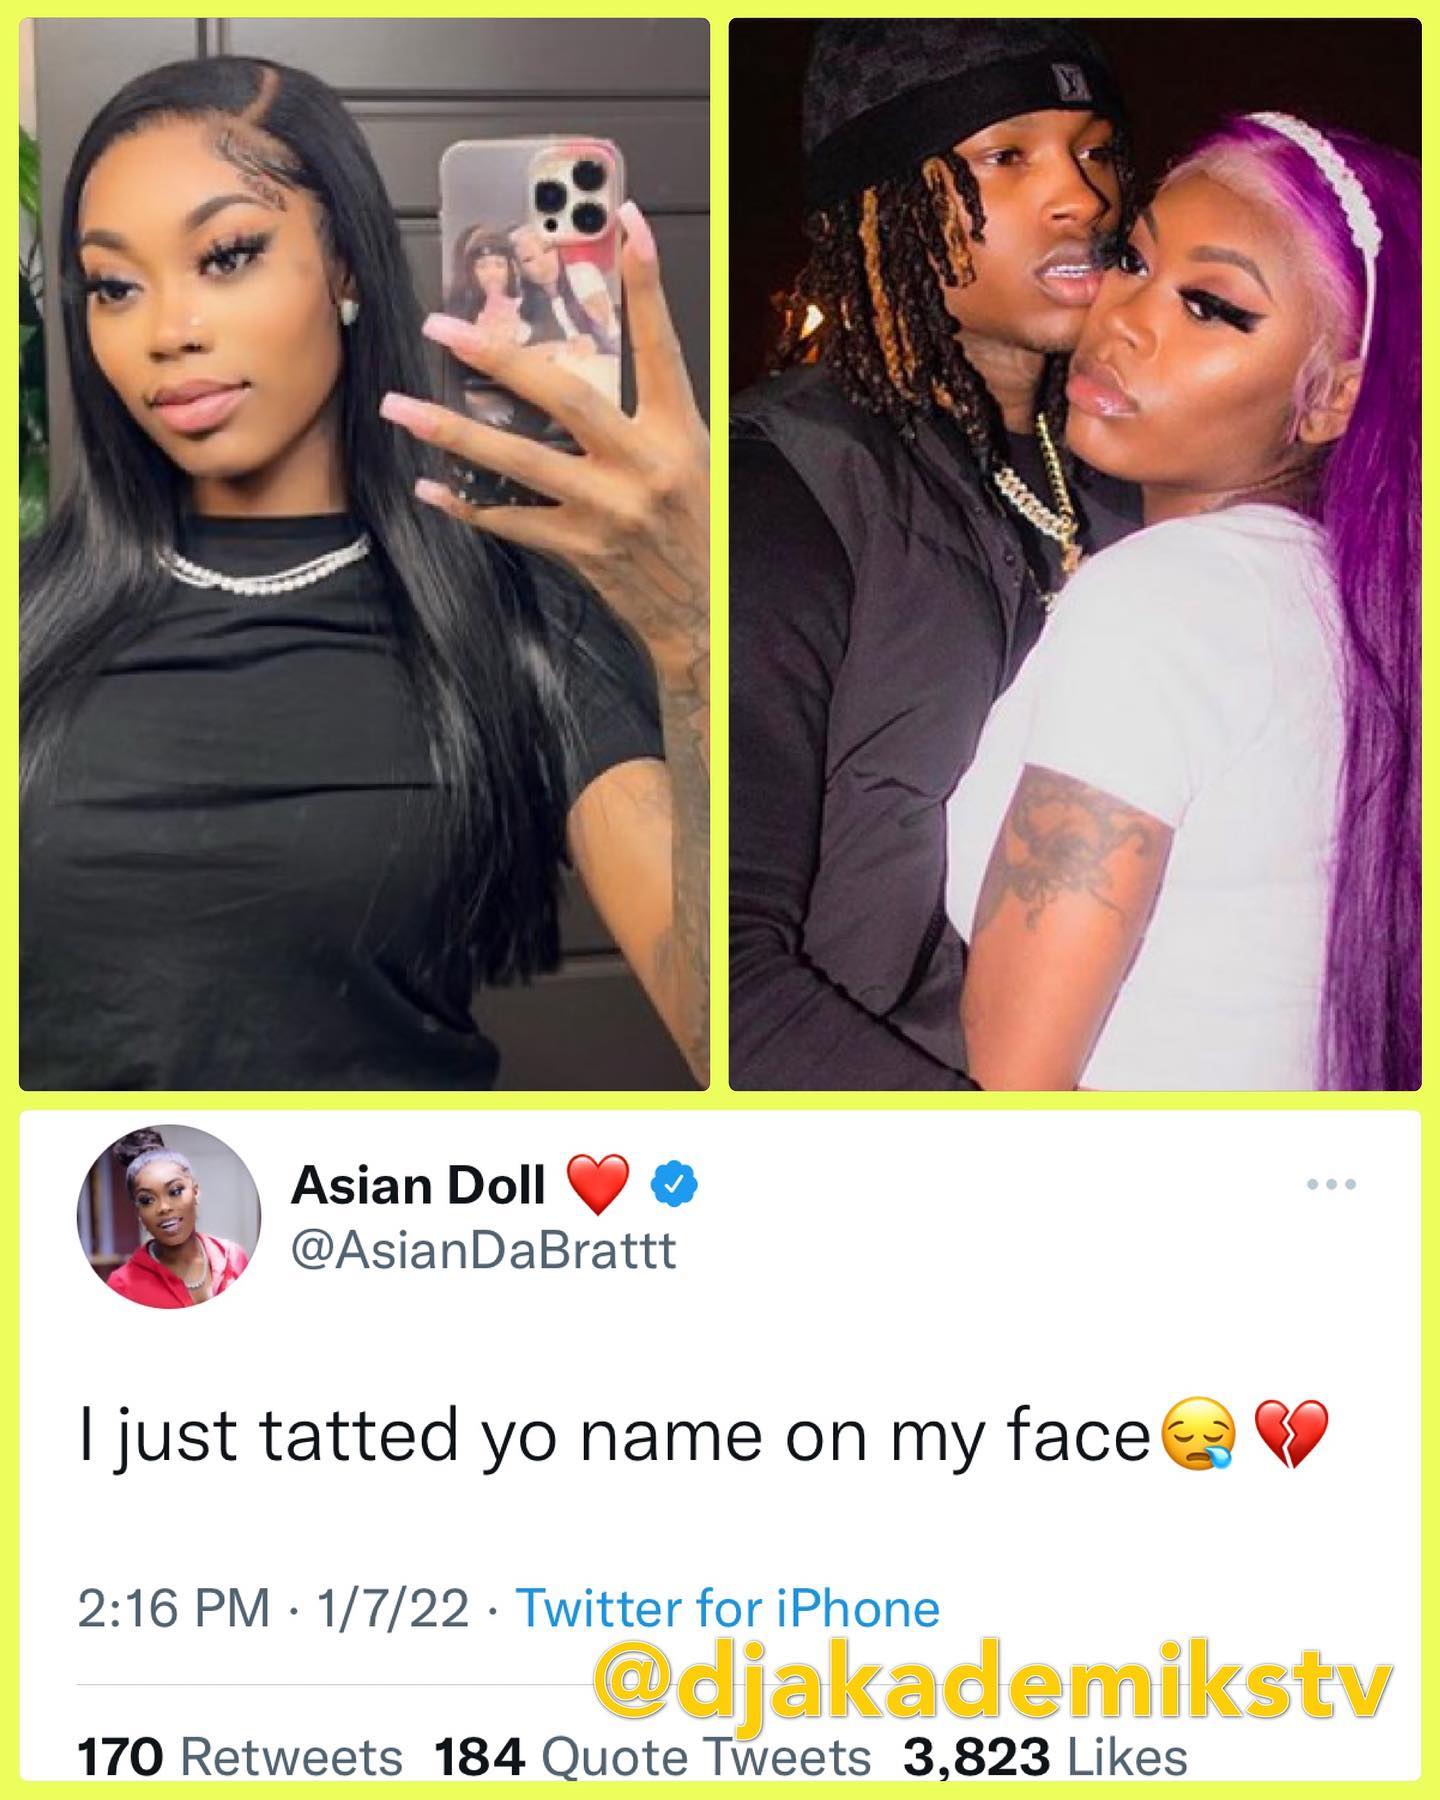 Asian Doll ❤️
@AsianDaBrattt
I just tatted yo name on my face😪💔
2:16 PM · 1/7/22 · Twitter for iPhone
@djakademikstv
170 Retweets 184 Quote Tweets 3,823 Likes